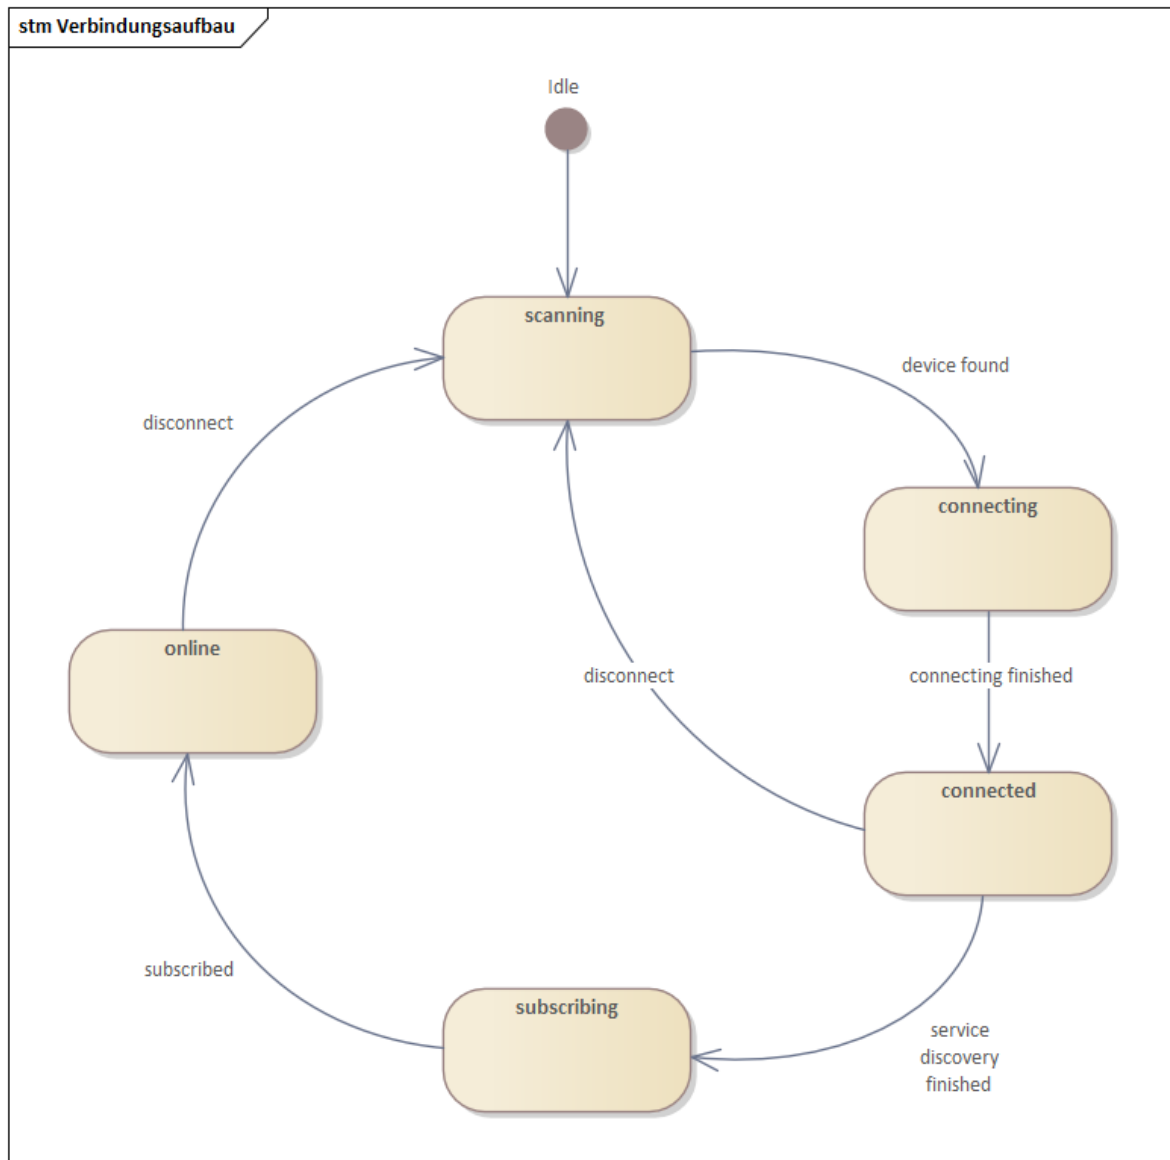 stm Verbindungsaufbau
Idle
scanning
device found
disconnect
connecting
online
disconnect
connecting finished
connected
subscribed
subscribing
service
discovery
finished